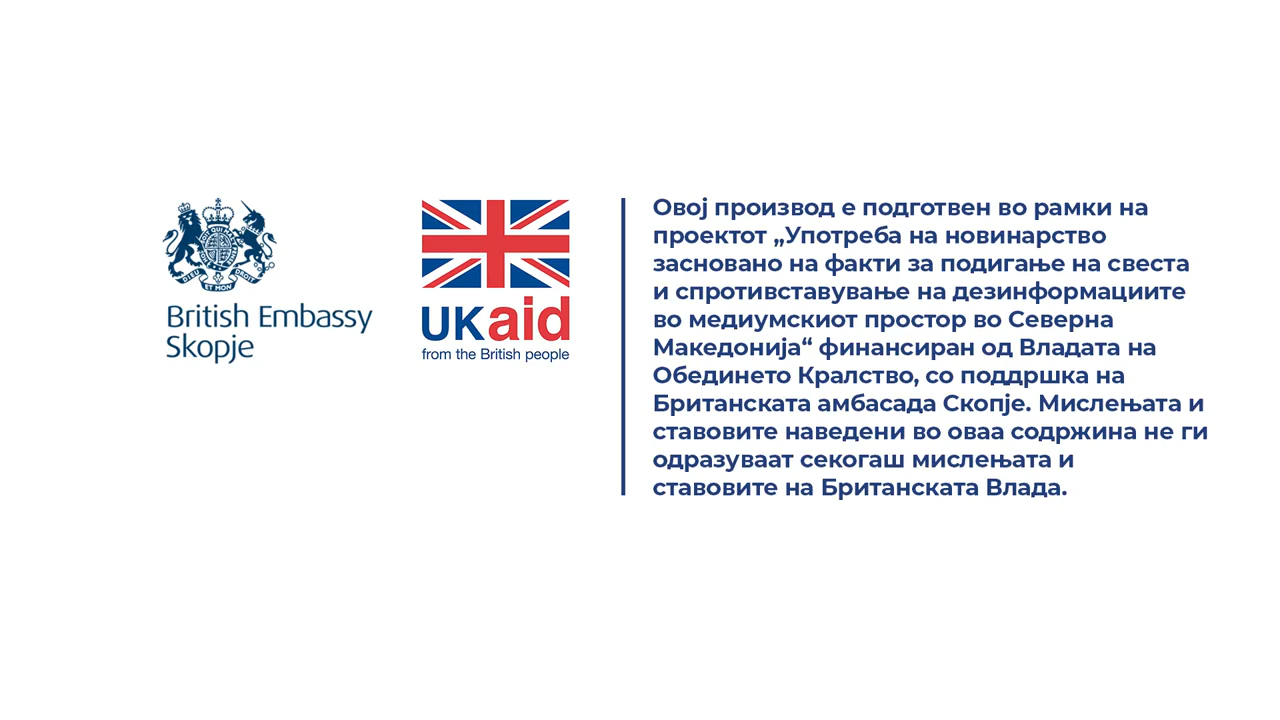 British Embassy
Skopje
UKaid
from the British people
Овој производ е подготвен во рамки на
проектот „Употреба на новинарство
засновано на факти за подигање на свеста
и спротивставување на дезинформациите
во медиумскиот простор во Северна
Македонија“ финансиран од Владата на
Обединето Кралство, со поддршка на
Британската амбасада Скопје. Мислењата и
ставовите наведени во оваа содржина не ги
одразуваат секогаш мислењата и
ставовите на Британската Влада.